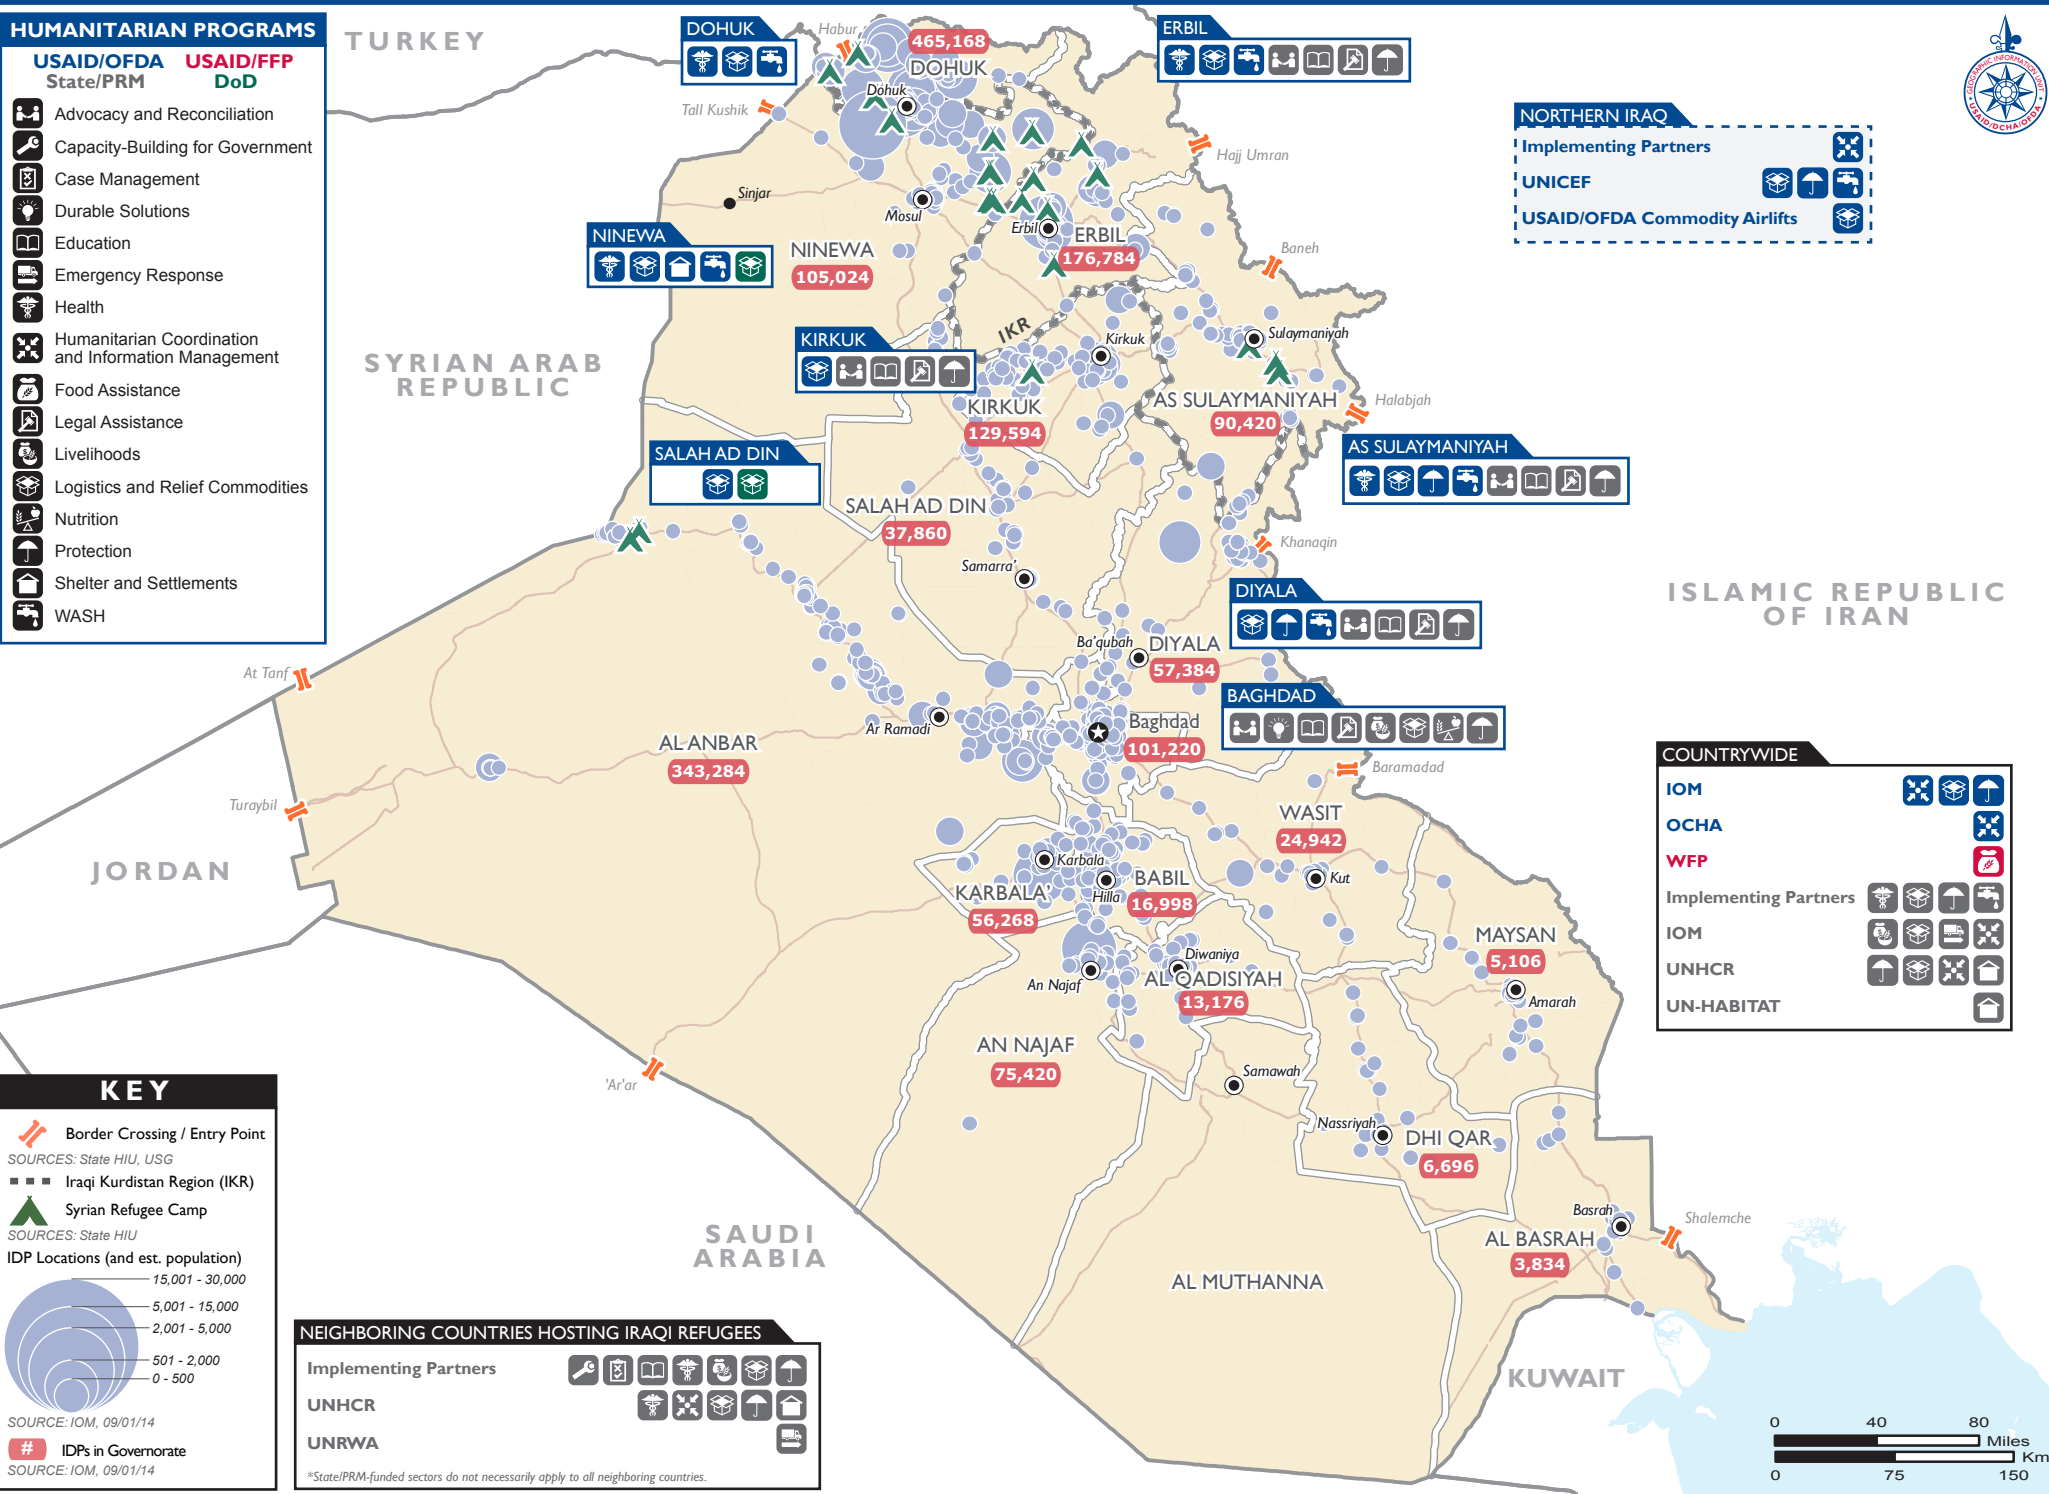 HUMANITARIAN PROGRAMS
USAID/OFDA USAID/FFP
State/PRM DoD
Advocacy and Reconciliation
Capacity-Building for Government
Case Management
Durable Solutions
Education
Emergency Response
Health
Humanitarian Coordination
and Information Management
Food Assistance
Legal Assistance
Livelihoods
Logistics and Relief Commodities
Nutrition
Protection
Shelter and Settlements
WASH
TURKEY
DOHUK
Habur
465,168
DOHUK
Dohuk
Tall Kushik
ERBIL
Hajj Umran
NORTHERN IRAQ
Implementing Partners
UNICEF
USAID/OFDA Commodity Airlifts
GEOGRAPHIC INFORMATION UNIT
USAID/DCHA/OFDA
Sinjar
Mosul
NINEWA
NINEWA
105,024
Erbil
ERBIL
176,784
Baneh
SYRIAN ARAB
REPUBLIC
IKR
KIRKUK
Kirkuk
Sulaymaniyah
KIRKUK
129,594
AS SULAYMANIYAH
90,420
Halabjah
AS SULAYMANIYAH
SALAH AD DIN
SALAH AD DIN
37,860
Samarra'
Khanaqin
ISLAMIC REPUBLIC
OF IRAN
DIYALA
Ba'qubah
DIYALA
57,384
At Tanf
BAGHDAD
Ar Ramadi
Baghdad
101,220
AL ANBAR
343,284
Baramadad
Turaybil
COUNTRYWIDE
IOM
OCHA
WFP
Implementing Partners
IOM
UNHCR
UN-HABITAT
WASIT
24,942
Kut
JORDAN
Karbala
KARBALA'
56,268
Hilla
BABIL
16,998
MAYSAN
5,106
Amarah
Diwaniya
An Najaf
AL QADISIYAH
13,176
AN NAJAF
75,420
Samawah
'Ar'ar
Nassriyah
DHI QAR
6,696
KEY
Border Crossing / Entry Point
SOURCES: State HIU, USG
Iraqi Kurdistan Region (IKR)
Syrian Refugee Camp
SOURCES: State HIU
IDP Locations (and est. population)
15,001 - 30,000
5,001 - 15,000
2,001 - 5,000
501 - 2,000
0 - 500
SOURCE: IOM, 09/01/14
# IDPs in Governorate
SOURCE: IOM, 09/01/14
SAUDI
ARABIA
Basrah
Shalemche
AL BASRAH
3,834
AL MUTHANNA
KUWAIT
NEIGHBORING COUNTRIES HOSTING IRAQI REFUGEES
Implementing Partners
UNHCR
UNRWA
*State/PRM-funded sectors do not necessarily apply to all neighboring countries.
0 40 80
Miles
Km
0 75 150